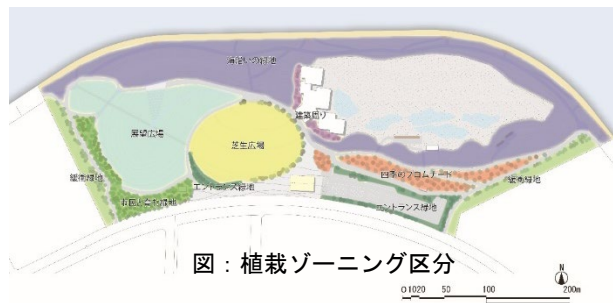 海沿いの緑地
建築周り
展望広場
芝生広場
四季のプロムナード
緩衝緑地
緩衝緑地
エントランス緑地
エントランス緑地
図：植栽ゾーニング区分
N
0 10 20 50 100 200m